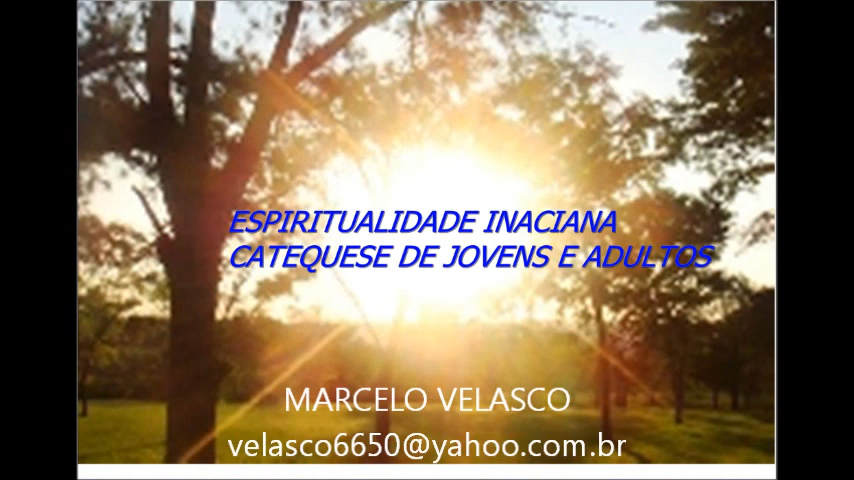 ESPIRITUALIDADE INACIANA
CATEQUESE DE JOVENS E ADULTOS
MARCELO VELASCO
velasco6650@yahoo.com.br